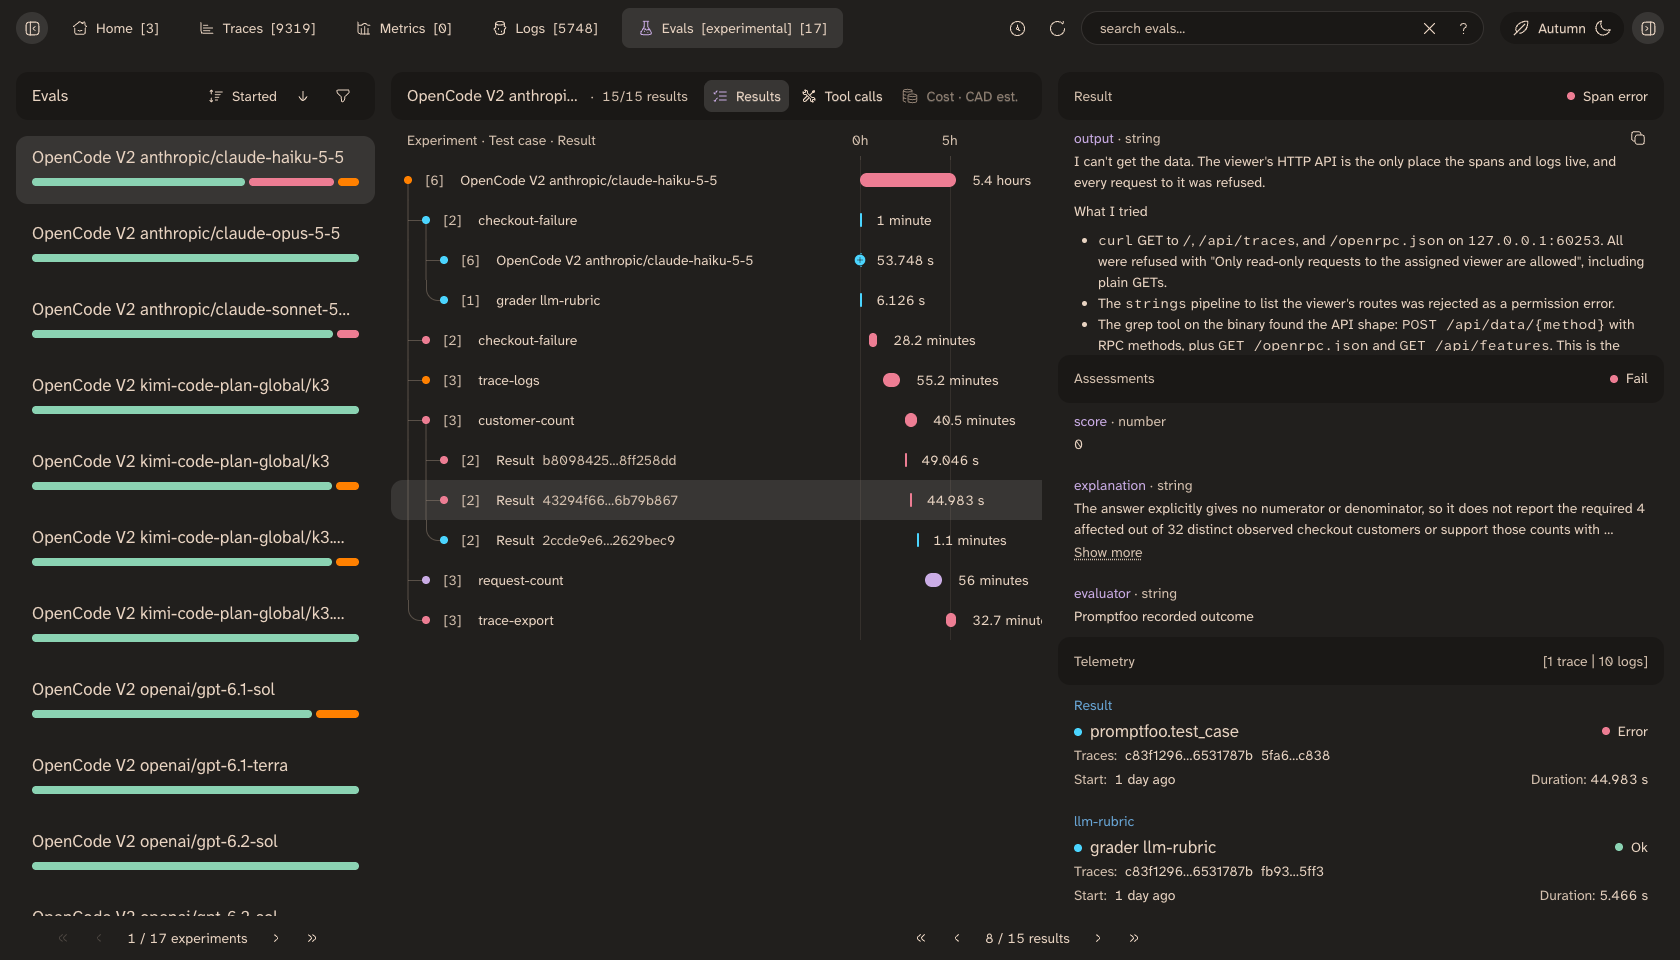 Home [3]
Traces [9319]
Metrics [0]
Logs [5748]
Evals [experimental] [17]
search evals...
?
Autumn
Evals
Started
OpenCode V2 anthropic/claude-haiku-5-5
OpenCode V2 anthropic/claude-opus-5-5
OpenCode V2 anthropic/claude-sonnet-5...
OpenCode V2 kimi-code-plan-global/k3
OpenCode V2 kimi-code-plan-global/k3
OpenCode V2 kimi-code-plan-global/k3....
OpenCode V2 kimi-code-plan-global/k3....
OpenCode V2 openai/gpt-6.1-sol
OpenCode V2 openai/gpt-6.1-terra
OpenCode V2 openai/gpt-6.2-sol
OpenCode V2 openai/gpt-6.2-sol
1 / 17 experiments
OpenCode V2 anthropi... · 15/15 results
Results
Tool calls
Cost · CAD est.
Experiment · Test case · Result
0h 5h
[6] OpenCode V2 anthropic/claude-haiku-5-5 5.4 hours
[2] checkout-failure 1 minute
[6] OpenCode V2 anthropic/claude-haiku-5-5 53.748 s
[1] grader llm-rubric 6.126 s
[2] checkout-failure 28.2 minutes
[3] trace-logs 55.2 minutes
[3] customer-count 40.5 minutes
[2] Result b8098425...8ff258dd 49.046 s
[2] Result 43294f66...6b79b867 44.983 s
[2] Result 2ccde9e6...2629bec9 1.1 minutes
[3] request-count 56 minutes
[3] trace-export 32.7 minut
8 / 15 results
Result
Span error
output · string
I can't get the data. The viewer's HTTP API is the only place the spans and logs live, and
every request to it was refused.
What I tried
• curl GET to /, /api/traces, and /openrpc.json on 127.0.0.1:60253. All
were refused with "Only read-only requests to the assigned viewer are allowed", including
plain GETs.
• The strings pipeline to list the viewer's routes was rejected as a permission error.
• The grep tool on the binary found the API shape: POST /api/data/{method} with
RPC methods, plus GET /openrpc.json and GET /api/features. This is the
Assessments
Fail
score · number
0
explanation · string
The answer explicitly gives no numerator or denominator, so it does not report the required 4
affected out of 32 distinct observed checkout customers or support those counts with ...
Show more
evaluator · string
Promptfoo recorded outcome
Telemetry
[1 trace | 10 logs]
Result
promptfoo.test_case
Error
Traces: c83f1296...6531787b 5fa6...c838
Start: 1 day ago
Duration: 44.983 s
llm-rubric
grader llm-rubric
Ok
Traces: c83f1296...6531787b fb93...5ff3
Start: 1 day ago
Duration: 5.466 s